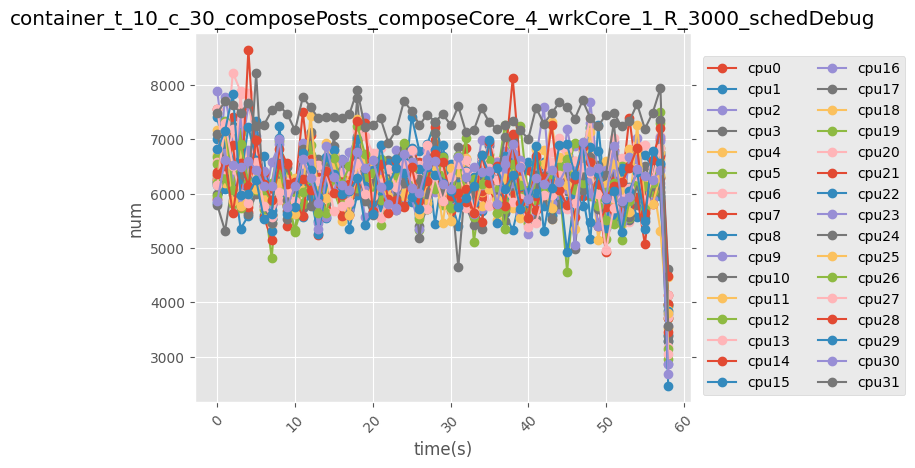 container_t_10_c_30_composePosts_composeCore_4_wrkCore_1_R_3000_schedDebug
num
8000
7000
6000
5000
4000
3000
0
10
20
30
40
50
60
time(s)
cpu0
cpu1
cpu2
cpu3
cpu4
cpu5
cpu6
cpu7
cpu8
cpu9
cpu10
cpu11
cpu12
cpu13
cpu14
cpu15
cpu16
cpu17
cpu18
cpu19
cpu20
cpu21
cpu22
cpu23
cpu24
cpu25
cpu26
cpu27
cpu28
cpu29
cpu30
cpu31